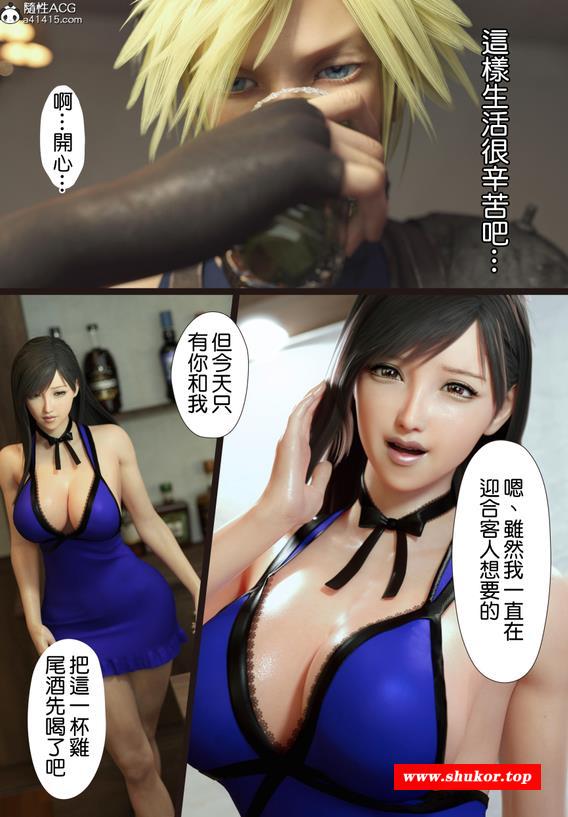 隨性ACG
a41415.com
這樣生活很辛苦吧…
啊…開心…
嗯、雖然我一直在
迎合客人想要的
但今天只
有你和我
把這一杯雞
尾酒先喝了吧
www.shukor.top